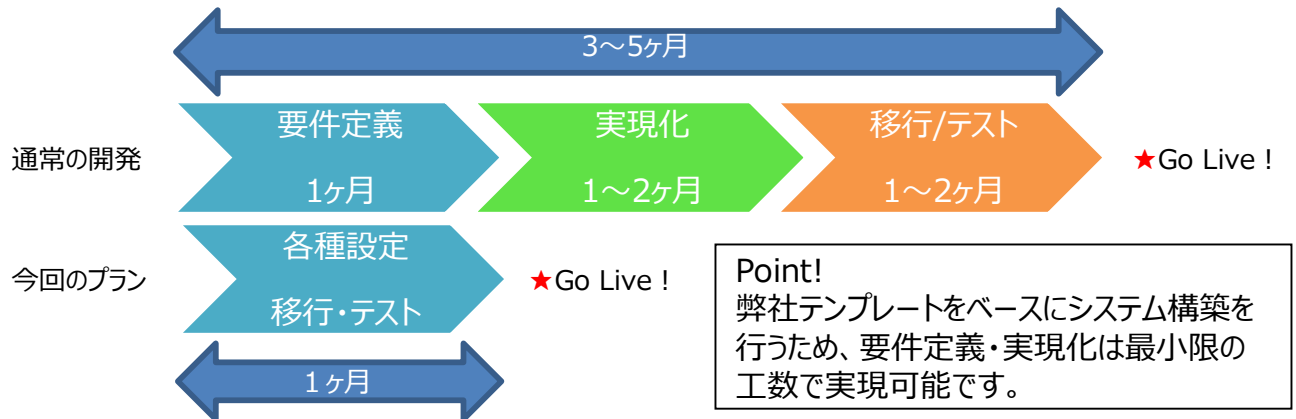 3～5ヶ月
通常の開発
要件定義
1ヶ月
実現化
1～2ヶ月
移行/テスト
1～2ヶ月
★Go Live！
今回のプラン
各種設定
移行・テスト
★Go Live！
1ヶ月
Point!
弊社テンプレートをベースにシステム構築を
行うため、要件定義・実現化は最小限の
工数で実現可能です。